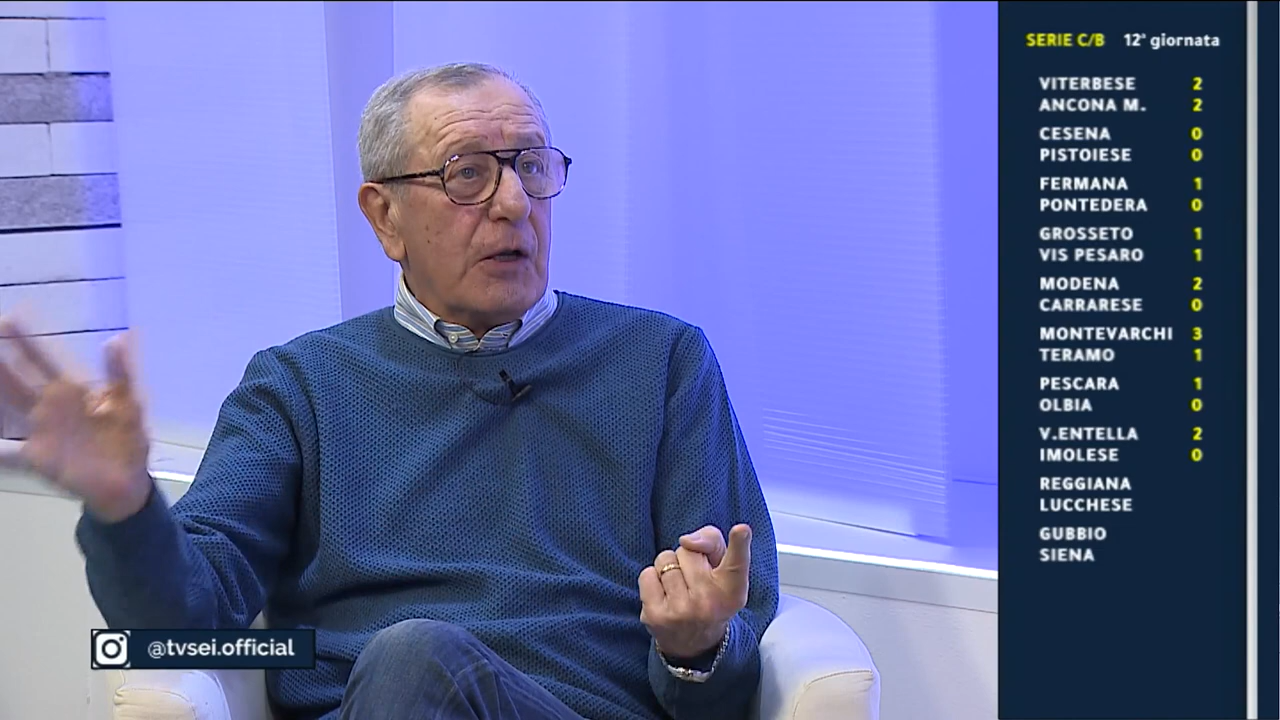 SERIE C/B 12ª giornata
VITERBESE 2
ANCONA M. 2
CESENA 0
PISTOIESE 0
FERMANA 1
PONTEDERA 0
GROSSETO 1
VIS PESARO 1
MODENA 2
CARRARESE 0
MONTEVARCHI 3
TERAMO 1
PESCARA 1
OLBIA 0
V.ENTELLA 2
IMOLESE 0
REGGIANA
LUCCHESE
GUBBIO
SIENA
@tvsei.official